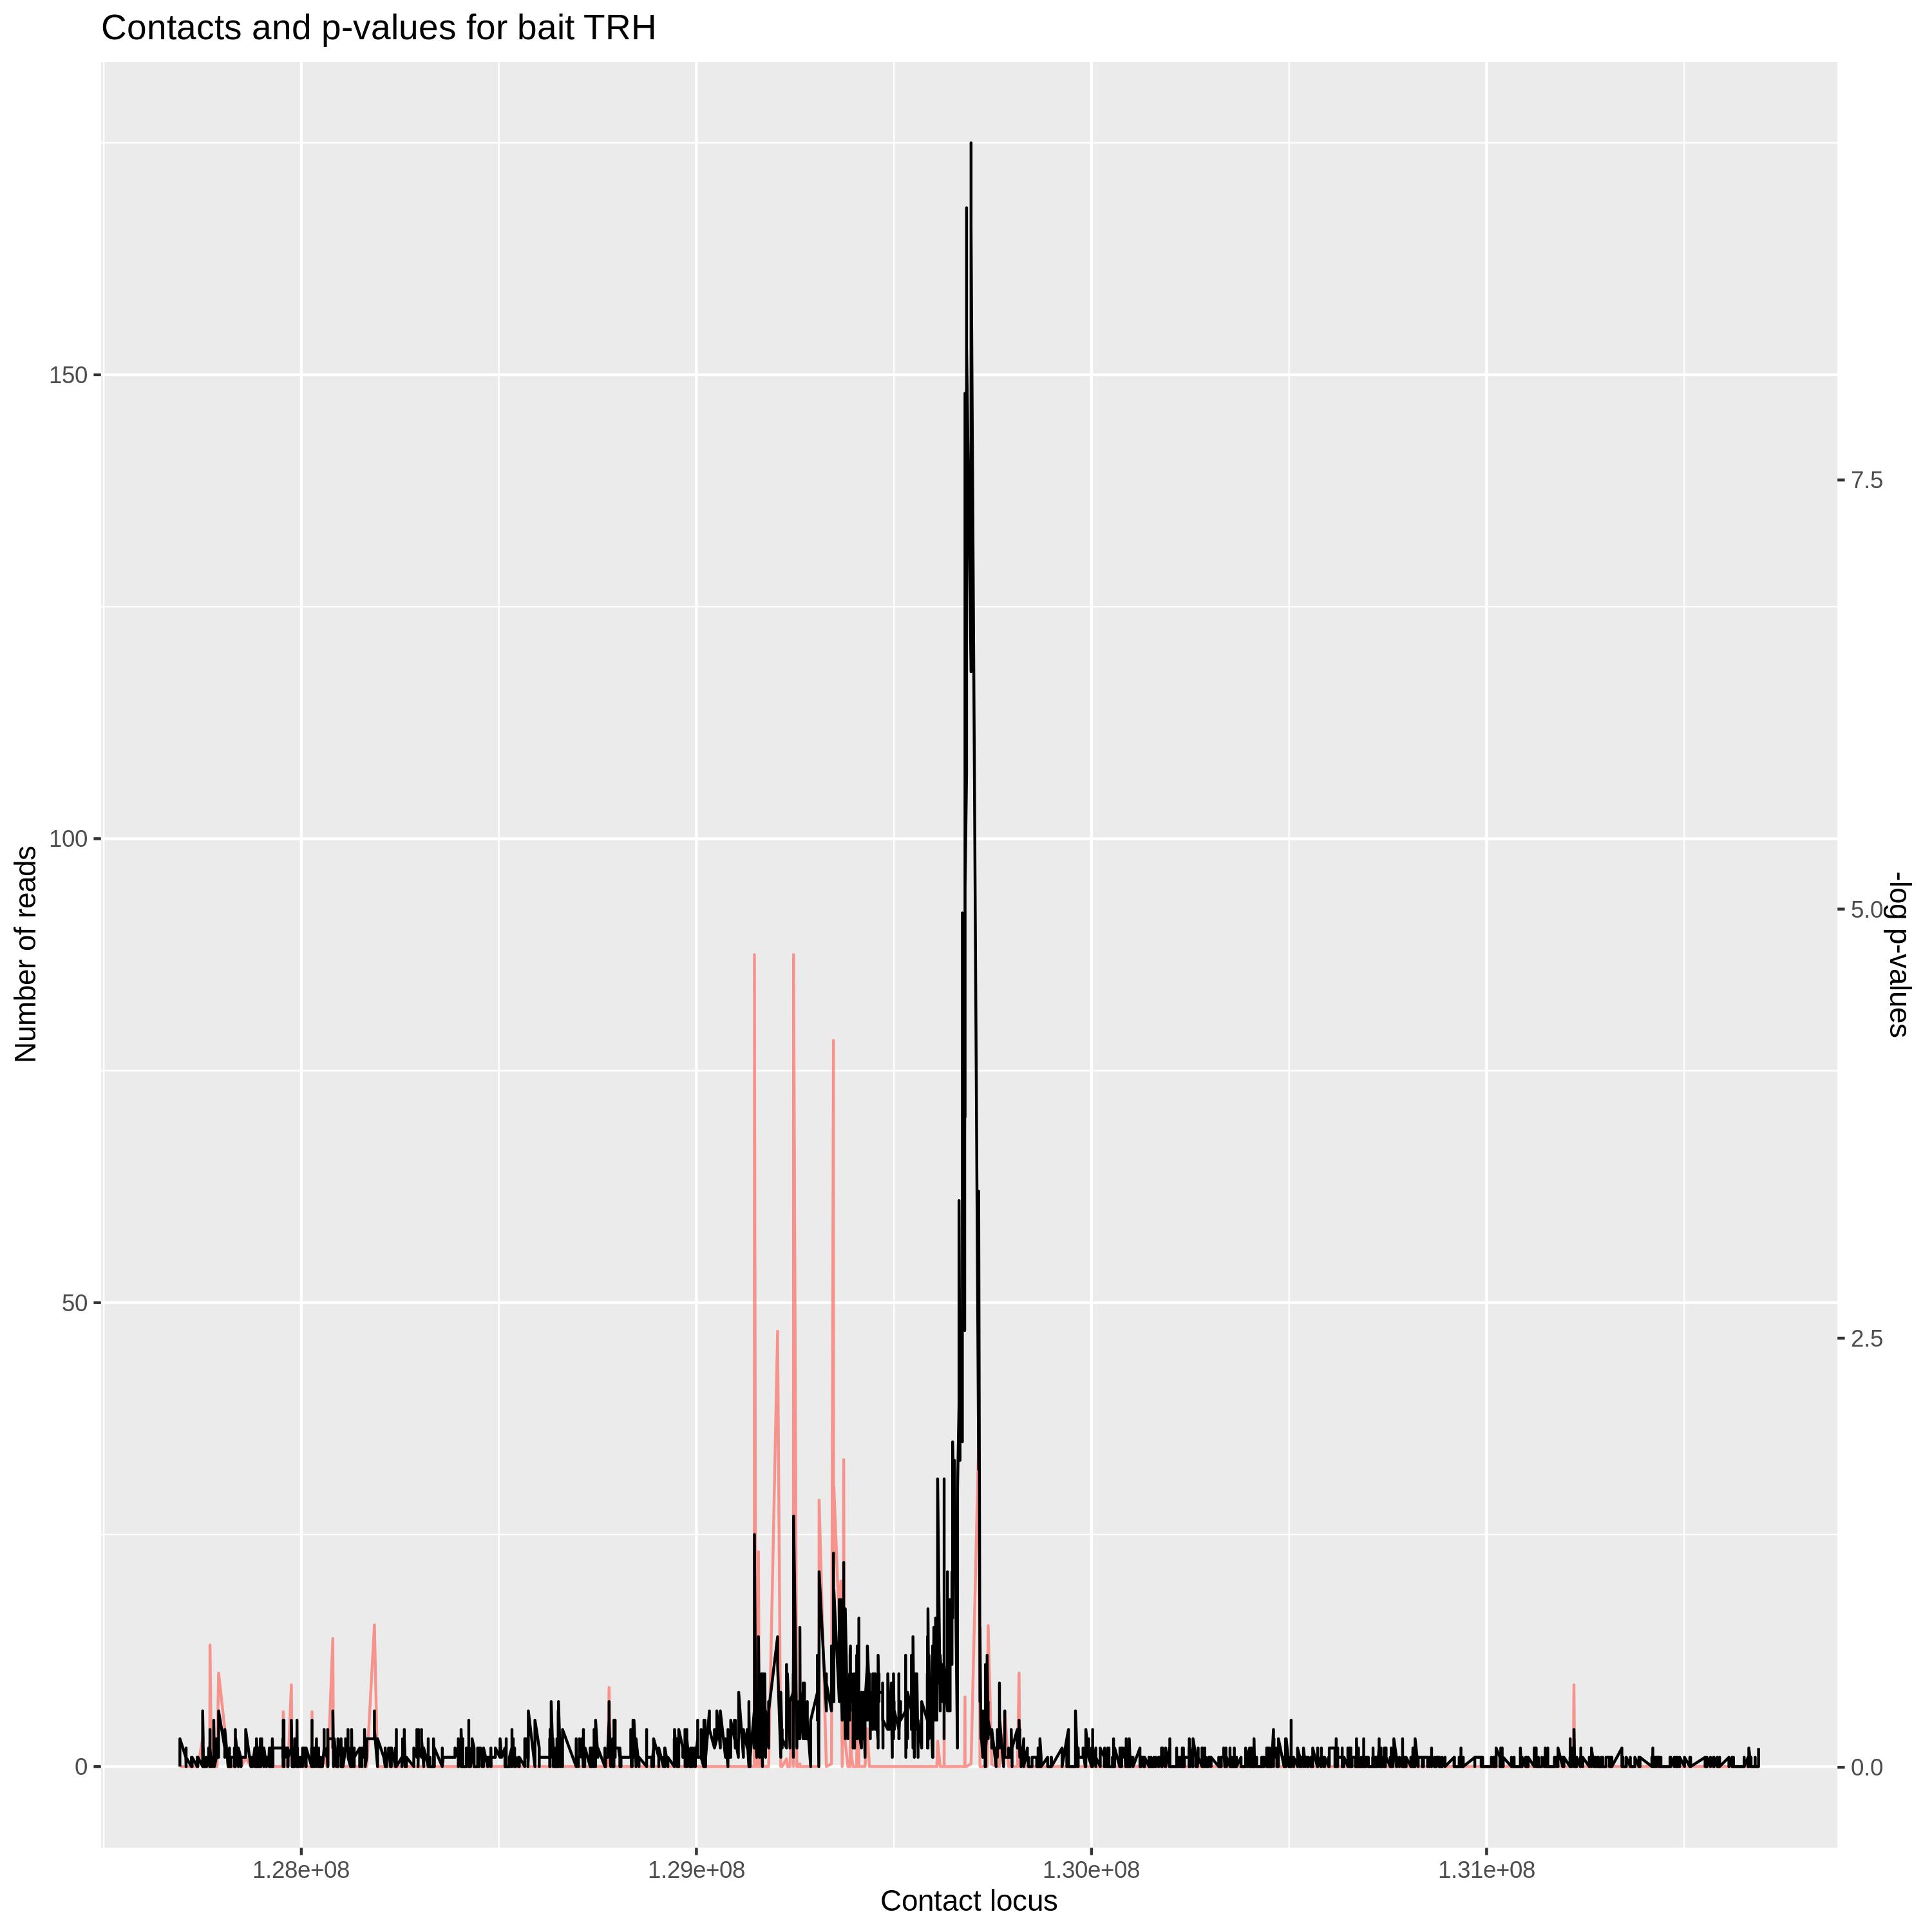 Contacts and p-values for bait TRH
150
100
50
0
Number of reads
7.5
5.0
2.5
0.0
-log p-values
1.28e+08
1.29e+08
1.30e+08
1.31e+08
Contact locus